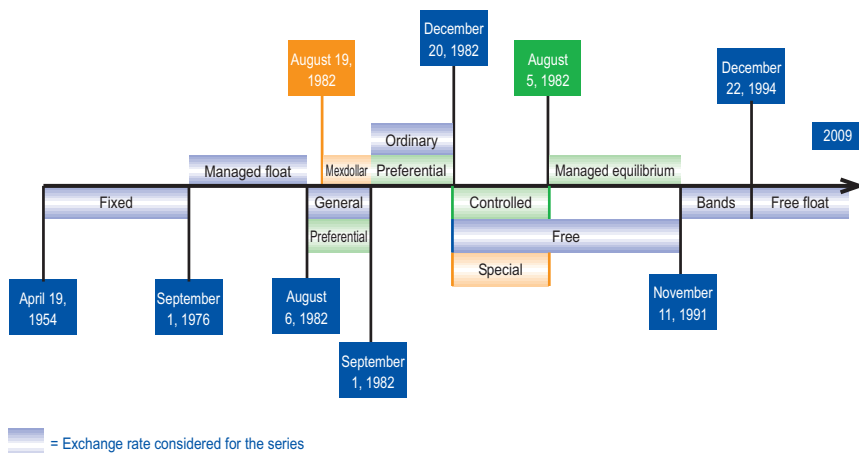 December
20, 1982
August 19,
1982
August
5, 1982
December
22, 1994
2009
Ordinary
Managed float
Mexdollar
Preferential
Managed equilibrium
Fixed
General
Controlled
Bands
Free float
Preferential
Free
Special
April 19,
1954
September
1, 1976
August
6, 1982
November
11, 1991
September
1, 1982
= Exchange rate considered for the series